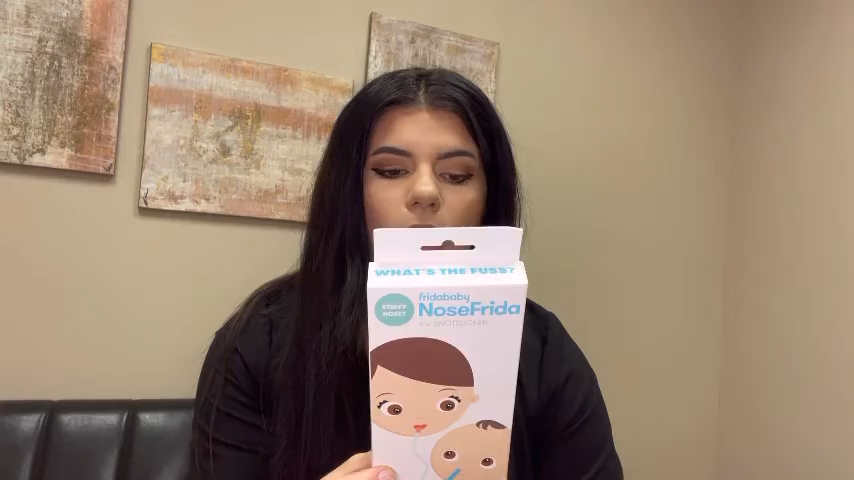 WHAT'S THE FUSS?
STUFFY
NOSE?
fridababy
NoseFrida
the SNOTSUCKER